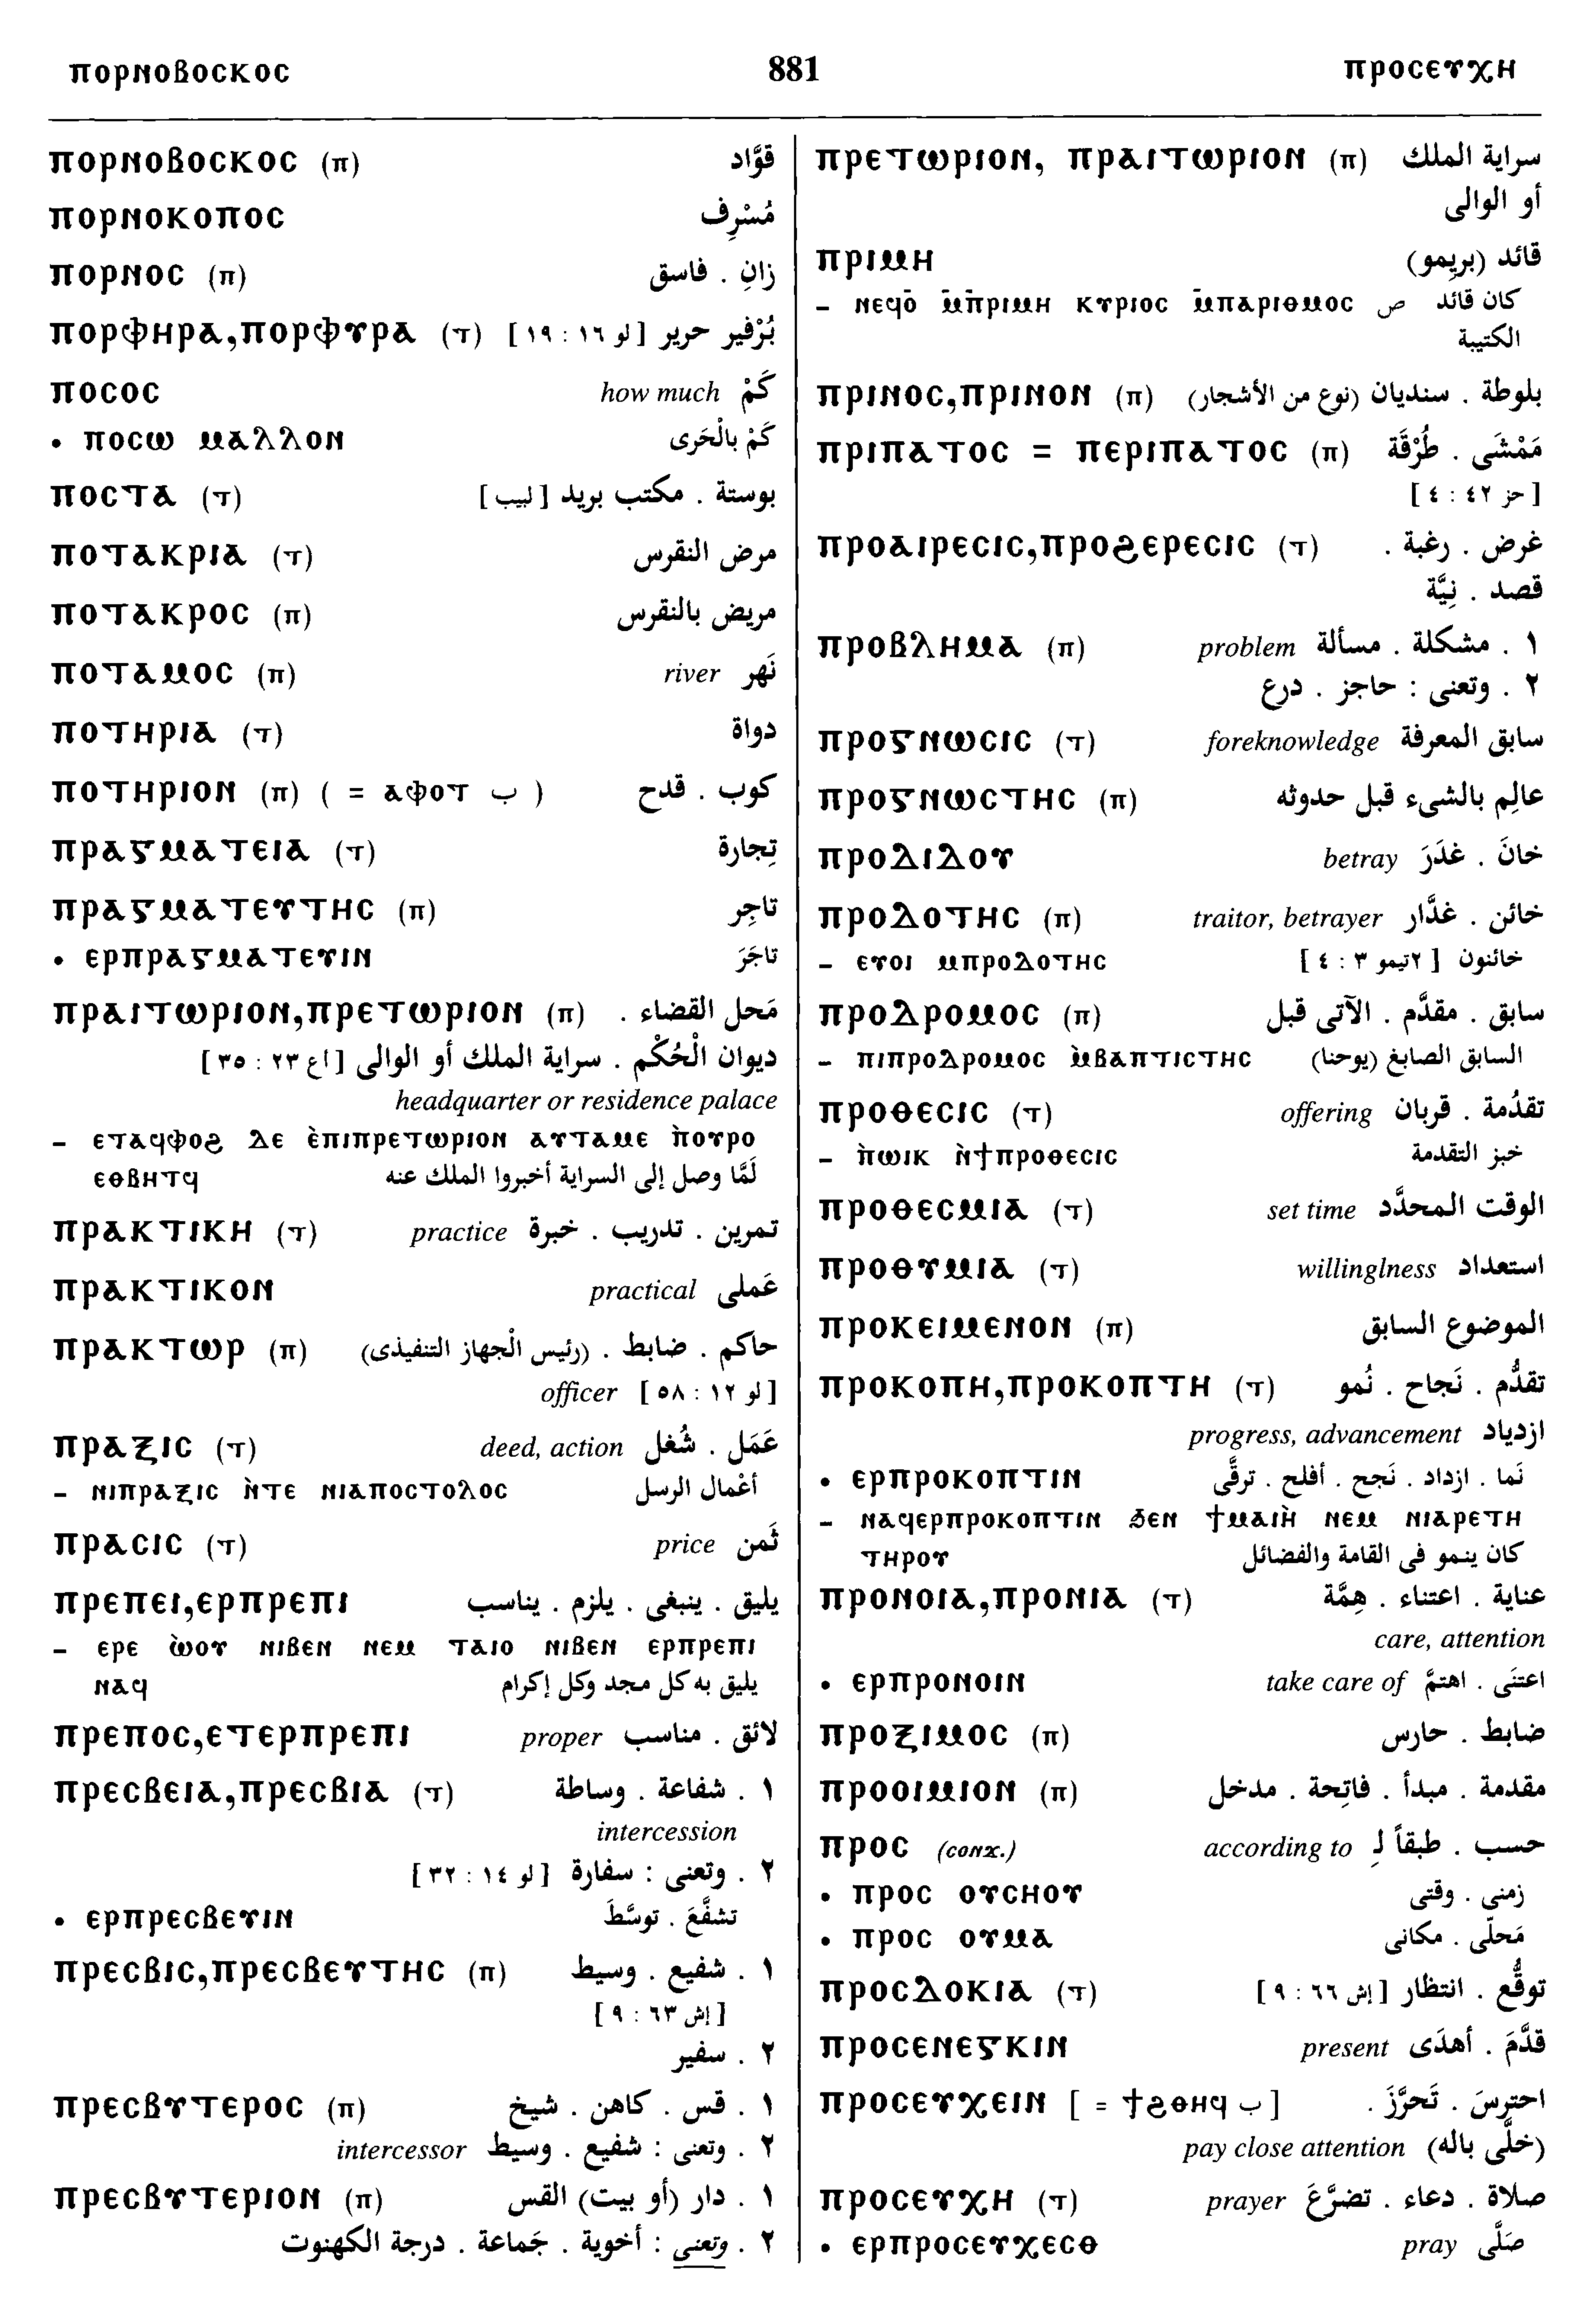 ⲡⲟⲣⲛⲟⲃⲟⲥⲕⲟⲥ 881 ⲡⲣⲟⲥⲉⲩⲭⲏ
ⲡⲟⲣⲛⲟⲃⲟⲥⲕⲟⲥ (ⲡ) قوَّاد
ⲡⲟⲣⲛⲟⲕⲟⲡⲟⲥ مُسْرِف
ⲡⲟⲣⲛⲟⲥ (ⲡ) زانِ . فاسق
ⲡⲟⲣⲫⲏⲣⲁ,ⲡⲟⲣⲫⲩⲣⲁ (ⲧ) بُرْفير حرير [لو ١٦ : ١٩]
ⲡⲟⲥⲟⲥ how much كَمْ
• ⲡⲟⲥⲱ ⲙⲁⲗⲗⲟⲛ كَمْ بالْحَرى
ⲡⲟⲥⲧⲁ (ⲧ) بوستة . مكتب بريد [لبيب]
ⲡⲟⲧⲁⲕⲣⲓⲁ (ⲧ) مرض النقرس
ⲡⲟⲧⲁⲕⲣⲟⲥ (ⲡ) مريض بالنقرس
ⲡⲟⲧⲁⲙⲟⲥ (ⲡ) river نَهر
ⲡⲟⲧⲏⲣⲓⲁ (ⲧ) دواة
ⲡⲟⲧⲏⲣⲓⲟⲛ (ⲡ) ( = ⲁⲫⲟⲧ ب ) كوب . قدح
ⲡⲣⲁⲅⲙⲁⲧⲉⲓⲁ (ⲧ) تِجارة
ⲡⲣⲁⲅⲙⲁⲧⲉⲩⲧⲏⲥ (ⲡ) تاجِر
• ⲉⲣⲡⲣⲁⲅⲙⲁⲧⲉⲩⲓⲛ تاجَرَ
ⲡⲣⲁⲓⲧⲱⲣⲓⲟⲛ,ⲡⲣⲉⲧⲱⲣⲓⲟⲛ (ⲡ) مَحل القضاء .
ديوان الْحُكْم . سراية الملك أو الوالى [اع ٢٣ : ٣٥]
headquarter or residence palace
– ⲉⲧⲁϥⲫⲟϩ ⲇⲉ ⲉ̀ⲡⲓⲡⲣⲉⲧⲱⲣⲓⲟⲛ ⲁⲩⲧⲁⲙⲉ ⲡ̀ⲟⲩⲣⲟ
ⲉⲑⲃⲏⲧϥ لَمَّا وصل إلى السراية أخبروا الملك عنه
ⲡⲣⲁⲕⲧⲓⲕⲏ (ⲧ) practice تمرين . تدريب . خبرة
ⲡⲣⲁⲕⲧⲓⲕⲟⲛ practical عَملى
ⲡⲣⲁⲕⲧⲱⲣ (ⲡ) حاكم . ضابط . (رئيس الْجهاز التنفيذى)
officer [لو ١٢ : ٥٨]
ⲡⲣⲁⲝⲓⲥ (ⲧ) deed, action عَمَل . شُغل
– ⲛⲓⲡⲣⲁⲝⲓⲥ ⲛ̀ⲧⲉ ⲛⲓⲁⲡⲟⲥⲧⲟⲗⲟⲥ أعْمال الرسل
ⲡⲣⲁⲥⲓⲥ (ⲧ) price ثَمن
ⲡⲣⲉⲡⲉⲓ,ⲉⲣⲡⲣⲉⲡⲓ يليق . ينبغى . يلزم . يناسب
– ⲉⲣⲉ ⲱ̀ⲟⲩ ⲛⲓⲃⲉⲛ ⲛⲉⲙ ⲧⲁⲓⲟ ⲛⲓⲃⲉⲛ ⲉⲣⲡⲣⲉⲡⲓ
ⲛⲁϥ يليق به كل مجد وكل إكرام
ⲡⲣⲉⲡⲟⲥ,ⲉⲧⲉⲣⲡⲣⲉⲡⲓ proper لائق . مناسب
ⲡⲣⲉⲥⲃⲉⲓⲁ,ⲡⲣⲉⲥⲃⲓⲁ (ⲧ) ١ . شفاعة . وساطة
intercession
٢ . وتعنى : سفارة [لو ١٤ : ٣٢]
• ⲉⲣⲡⲣⲉⲥⲃⲉⲩⲓⲛ تشفَّعَ . توسَّطَ
ⲡⲣⲉⲥⲃⲓⲥ,ⲡⲣⲉⲥⲃⲉⲩⲧⲏⲥ (ⲡ) ١ . شفيع . وسيط
[إش ٦٣ : ٩]
٢ . سفير
ⲡⲣⲉⲥⲃⲩⲧⲉⲣⲟⲥ (ⲡ) ١ . قس . كاهن . شيخ
٢ . وتعنى : شفيع . وسيط intercessor
ⲡⲣⲉⲥⲃⲩⲧⲉⲣⲓⲟⲛ (ⲡ) ١ . دار (أو بيت) القس
٢ . وتعنى : أخوية . جَماعة . درجة الكهنوت
ⲡⲣⲉⲧⲱⲣⲓⲟⲛ, ⲡⲣⲁⲓⲧⲱⲣⲓⲟⲛ (ⲡ) سراية الملك
أو الوالى
ⲡⲣⲓⲙⲏ قائد (بريِمو)
– ⲛⲉϥⲟ̄ ⲙ̄ⲡ̄ⲣⲓⲙⲏ ⲕⲩⲣⲓⲟⲥ ⲙ̄ⲡⲁⲣⲓⲑⲙⲟⲥ ص كان قائد
الكتيبة
ⲡⲣⲓⲛⲟⲥ,ⲡⲣⲓⲛⲟⲛ (ⲡ) بلوطة . سنديان (نوع من الأشجار)
ⲡⲣⲓⲡⲁⲧⲟⲥ = ⲡⲉⲣⲓⲡⲁⲧⲟⲥ (ⲡ) مَمْشَى . طُرْقَة
[حز ٤٢ : ٤]
ⲡⲣⲟⲁⲓⲣⲉⲥⲓⲥ,ⲡⲣⲟϩⲉⲣⲉⲥⲓⲥ (ⲧ) غرض . رغبة .
قصد . نِيَّة
ⲡⲣⲟⲃⲗⲏⲙⲁ (ⲡ) problem ١ . مشكلة . مسألة
٢ . وتعنى : حاجز . درع
ⲡⲣⲟⲅⲛⲱⲥⲓⲥ (ⲧ) foreknowledge سابق المعرفة
ⲡⲣⲟⲅⲛⲱⲥⲧⲏⲥ (ⲡ) عالِم بالشىء قبل حدوثه
ⲡⲣⲟⲇⲓⲇⲟⲩ betray خانَ . غَدَرَ
ⲡⲣⲟⲇⲟⲧⲏⲥ (ⲡ) traitor, betrayer خائن . غدَّار
– ⲉⲩⲟⲓ ⲙⲡⲣⲟⲇⲟⲧⲏⲥ خائنون [٢تيمو ٣ : ٤]
ⲡⲣⲟⲇⲣⲟⲙⲟⲥ (ⲡ) سابق . مقدَّم . الآتى قبل
– ⲡⲓⲡⲣⲟⲇⲣⲟⲙⲟⲥ ⲙ̀ⲃⲁⲡⲧⲓⲥⲧⲏⲥ السابق الصابغ (يوحنا)
ⲡⲣⲟⲑⲉⲥⲓⲥ (ⲧ) offering تقدُمة . قربان
– ⲡ̀ⲱⲓⲕ ⲛ̀ϯⲡⲣⲟⲑⲉⲥⲓⲥ خبز التقدمة
ⲡⲣⲟⲑⲉⲥⲙⲓⲁ (ⲧ) set time الوقت المحدَّد
ⲡⲣⲟⲑⲩⲙⲓⲁ (ⲧ) willinglness استعداد
ⲡⲣⲟⲕⲉⲓⲙⲉⲛⲟⲛ (ⲡ) الموضوع السابق
ⲡⲣⲟⲕⲟⲡⲏ,ⲡⲣⲟⲕⲟⲡⲧⲏ (ⲧ) تقدُّم . نَجاح . نُمو
progress, advancement ازدياد
• ⲉⲣⲡⲣⲟⲕⲟⲡⲧⲓⲛ نَما . ازداد . نَجح . أفلح . ترقَّى
– ⲛⲁϥⲉⲣⲡⲣⲟⲕⲟⲡⲧⲓⲛ ϧⲉⲛ ϯⲙⲁⲓⲏ̀ ⲛⲉⲙ ⲛⲓⲁⲣⲉⲧⲏ
ⲧⲏⲣⲟⲩ كان ينمو فى القامة والفضائل
ⲡⲣⲟⲛⲟⲓⲁ,ⲡⲣⲟⲛⲓⲁ (ⲧ) عناية . اعتناء . هِمَّة
care, attention
• ⲉⲣⲡⲣⲟⲛⲟⲓⲛ take care of اعتنَى . اهتمَّ
ⲡⲣⲟⲝⲓⲙⲟⲥ (ⲡ) ضابط . حارس
ⲡⲣⲟⲟⲓⲙⲓⲟⲛ (ⲡ) مقدمة . مبدأ . فاتِحة . مدخل
ⲡⲣⲟⲥ (ⲥⲟⲛϫ.) according to حسب . طبقاً لـِ
• ⲡⲣⲟⲥ ⲟⲩⲥⲏⲟⲩ زمنى . وقتى
• ⲡⲣⲟⲥ ⲟⲩⲙⲁ مَحلّى . مكانى
ⲡⲣⲟⲥⲇⲟⲕⲓⲁ (ⲧ) توقُّع . انتظار [إش ٦٦ : ٩]
ⲡⲣⲟⲥⲉⲛⲉⲅⲕⲓⲛ present قدَّمَ . أهدَى
ⲡⲣⲟⲥⲉⲩⲭⲉⲓⲛ [ = ϯϩⲑⲏϥ ب] احترسَ . تَحرَّزَ .
pay close attention (خلَّى باله)
ⲡⲣⲟⲥⲉⲩⲭⲏ (ⲧ) prayer صلاة . دعاء . تضرَّعَ
• ⲉⲣⲡⲣⲟⲥⲉⲩⲭⲉⲥⲑ pray صَلَّى